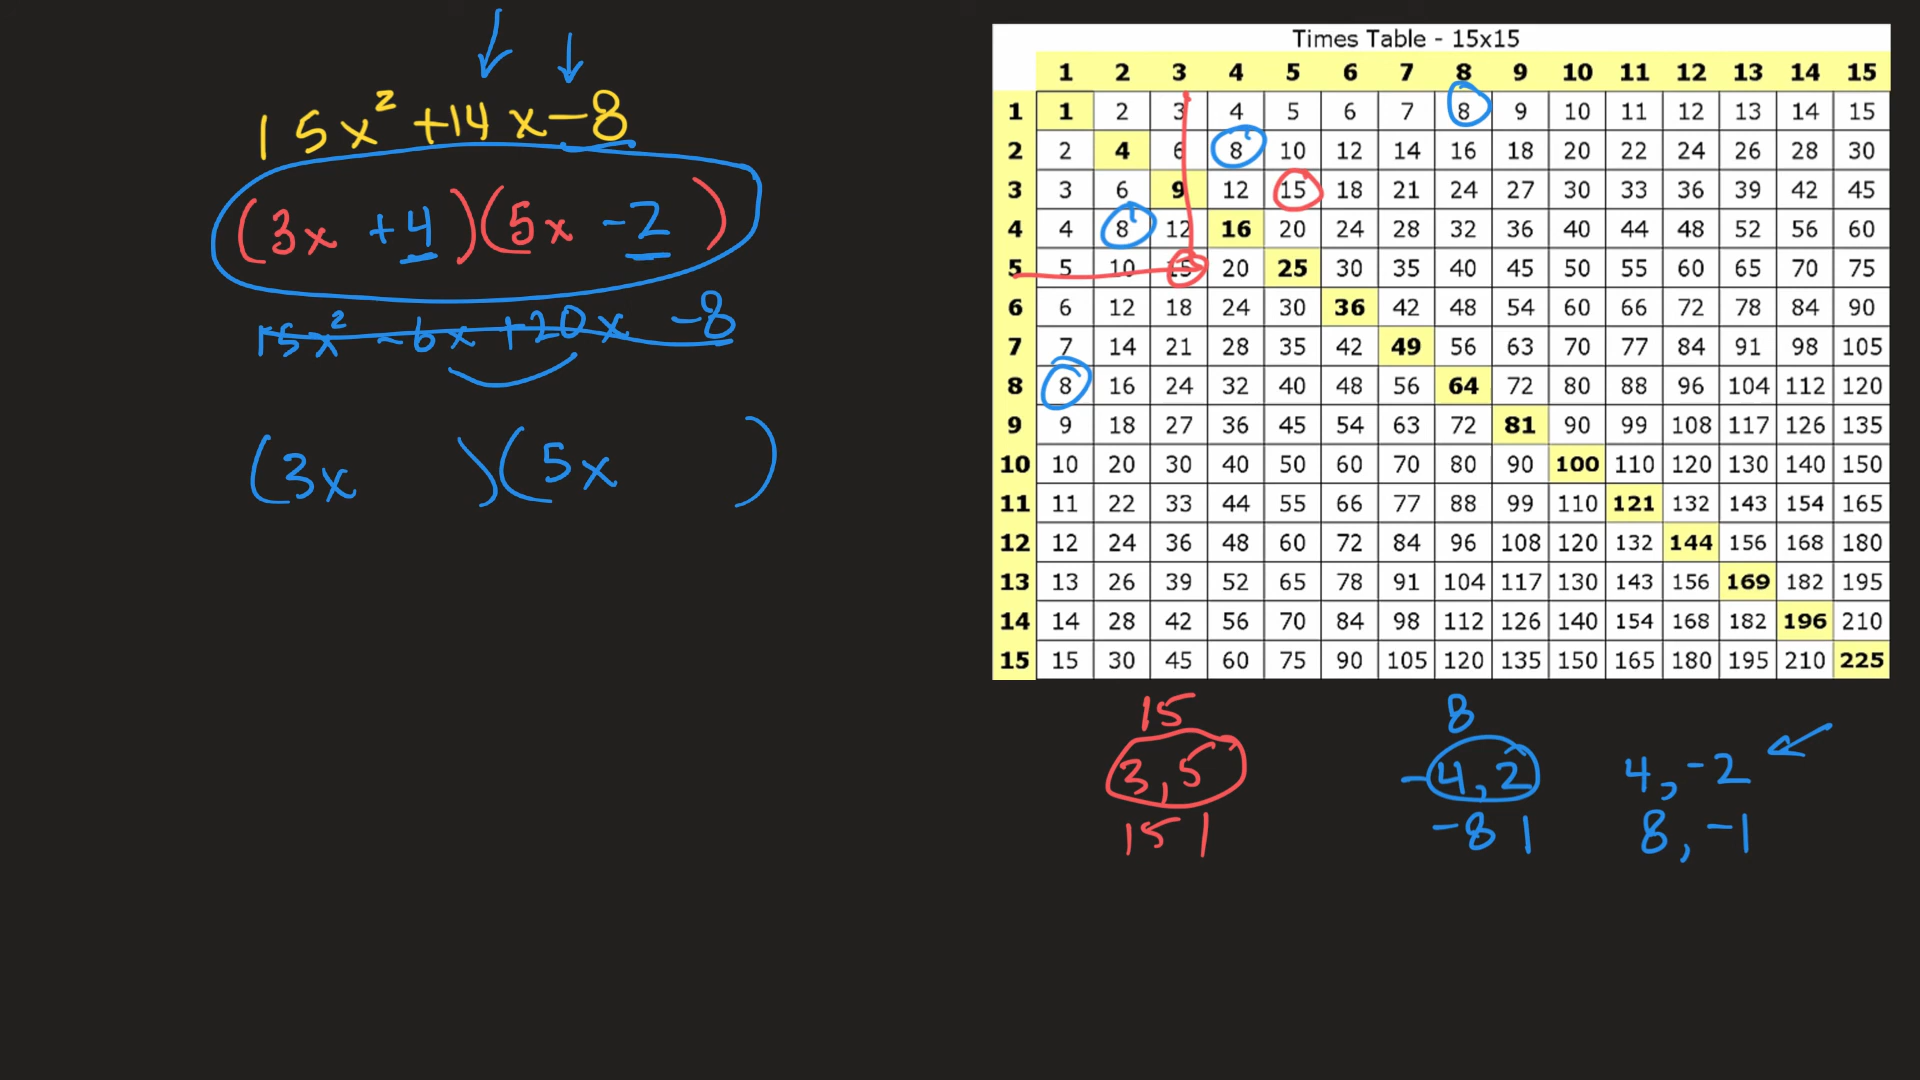 15x² +14x -8
(3x +4)(5x -2)
15x² -6x +20x -8
(3x )(5x )
Times Table - 15x15
1 2 3 4 5 6 7 8 9 10 11 12 13 14 15
1 1 2 3 4 5 6 7 8 9 10 11 12 13 14 15
2 2 4 6 8 10 12 14 16 18 20 22 24 26 28 30
3 3 6 9 12 15 18 21 24 27 30 33 36 39 42 45
4 4 8 12 16 20 24 28 32 36 40 44 48 52 56 60
5 5 10 15 20 25 30 35 40 45 50 55 60 65 70 75
6 6 12 18 24 30 36 42 48 54 60 66 72 78 84 90
7 7 14 21 28 35 42 49 56 63 70 77 84 91 98 105
8 8 16 24 32 40 48 56 64 72 80 88 96 104 112 120
9 9 18 27 36 45 54 63 72 81 90 99 108 117 126 135
10 10 20 30 40 50 60 70 80 90 100 110 120 130 140 150
11 11 22 33 44 55 66 77 88 99 110 121 132 143 154 165
12 12 24 36 48 60 72 84 96 108 120 132 144 156 168 180
13 13 26 39 52 65 78 91 104 117 130 143 156 169 182 195
14 14 28 42 56 70 84 98 112 126 140 154 168 182 196 210
15 15 30 45 60 75 90 105 120 135 150 165 180 195 210 225
15
3, 5
15 1
8
-4, 2
-8 1
4, -2
8, -1